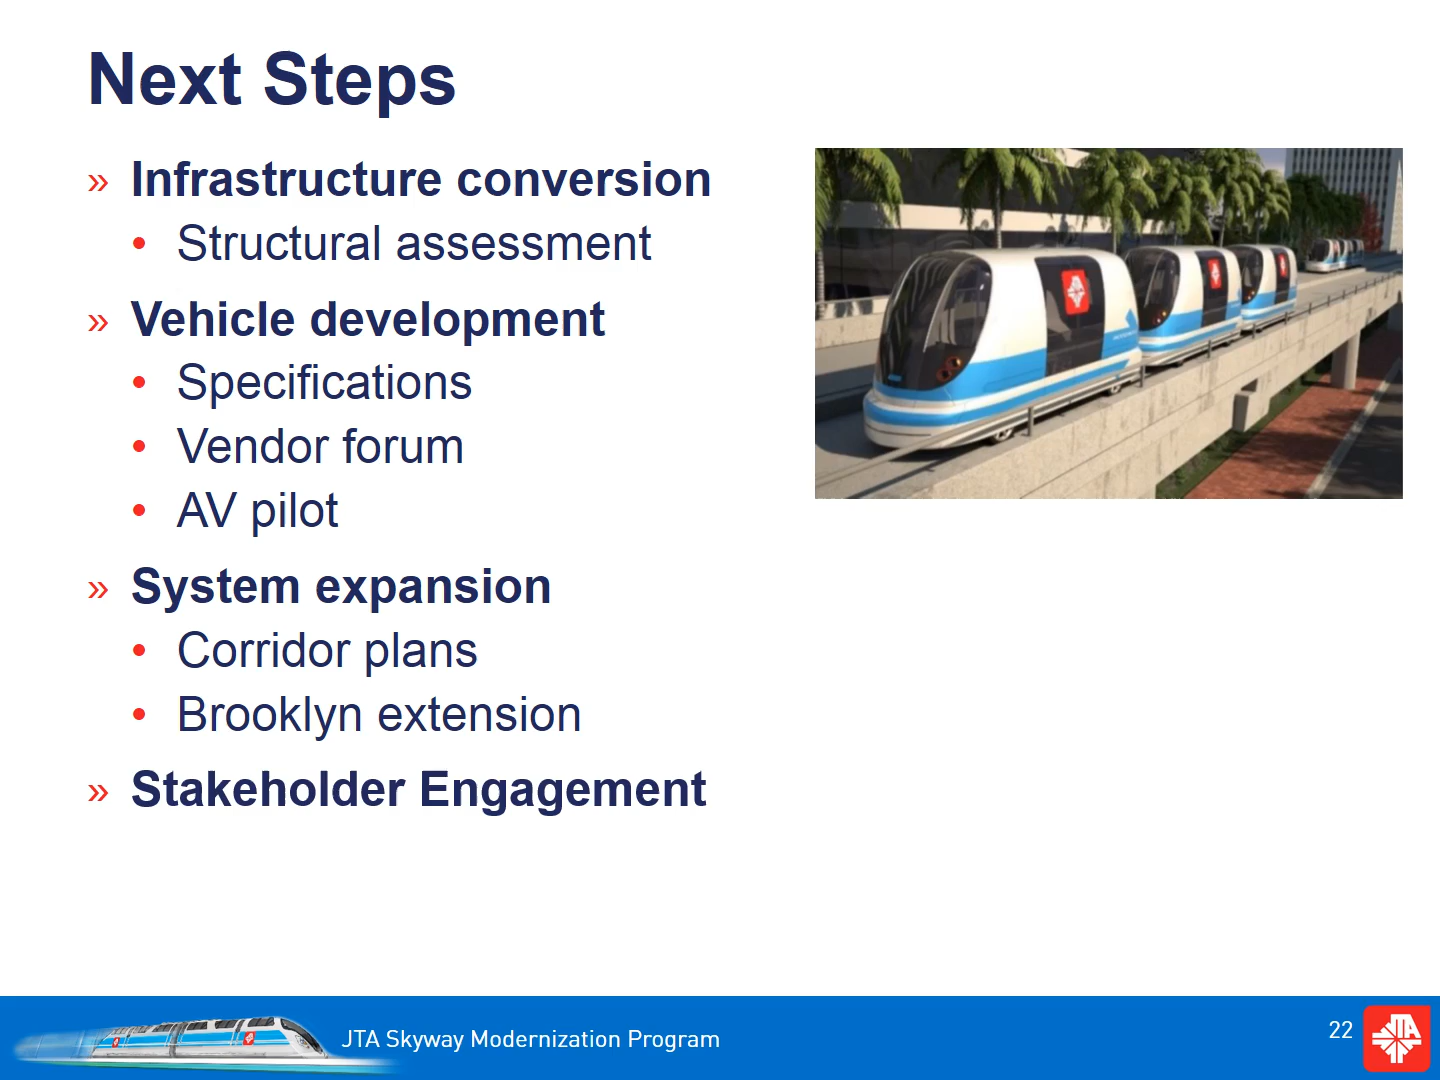 Next Steps
» Infrastructure conversion
• Structural assessment
» Vehicle development
• Specifications
• Vendor forum
• AV pilot
» System expansion
• Corridor plans
• Brooklyn extension
» Stakeholder Engagement
JTA Skyway Modernization Program
22
JTA